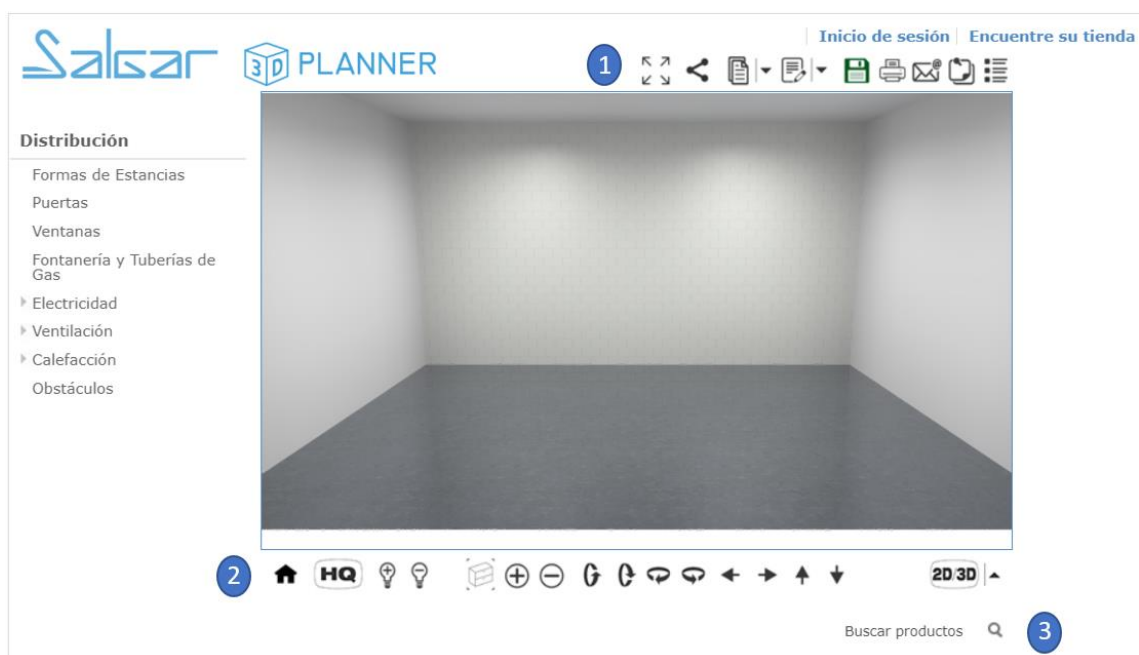 Salgar 3D PLANNER
Inicio de sesión Encuentre su tienda
1
Distribución
Formas de Estancias
Puertas
Ventanas
Fontanería y Tuberías de
Gas
Electricidad
Ventilación
Calefacción
Obstáculos
2 HQ 2D/3D
Buscar productos 3